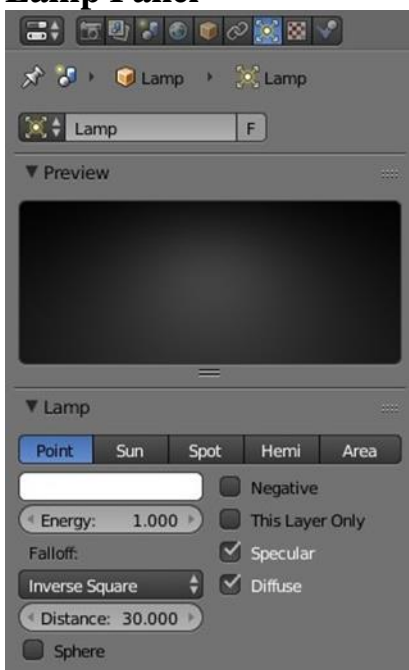 Lamp Panel
Lamp Lamp
Lamp F
Preview
Lamp
Point Sun Spot Hemi Area
Negative
Energy: 1.000 This Layer Only
Falloff: Specular
Inverse Square Diffuse
Distance: 30.000
Sphere